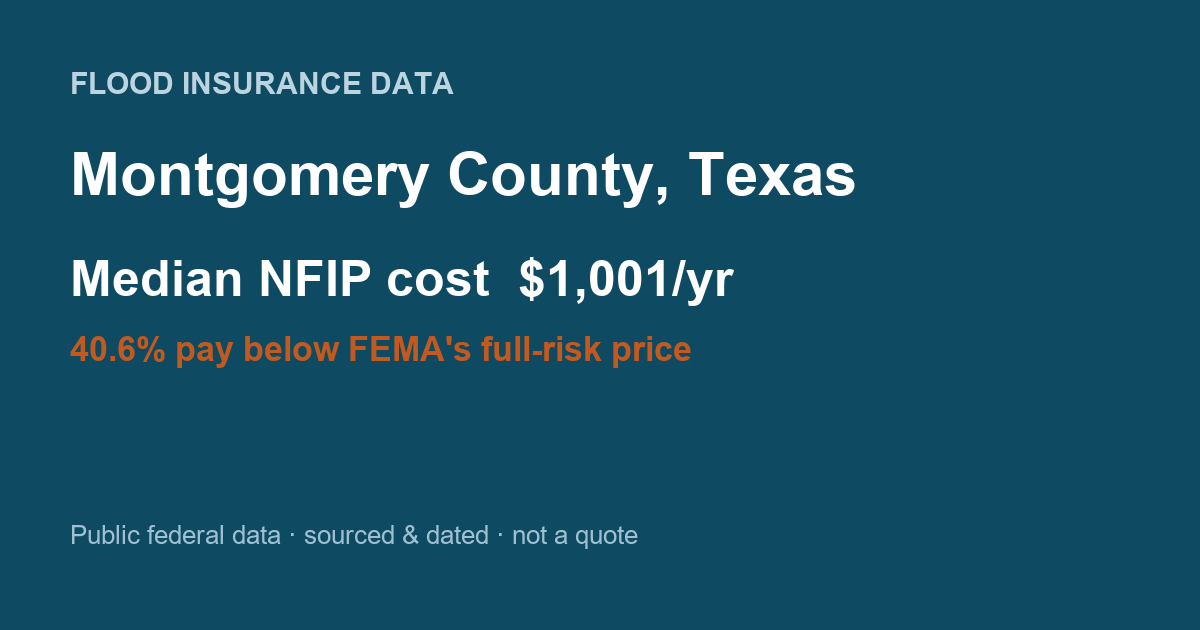 FLOOD INSURANCE DATA
Montgomery County, Texas
Median NFIP cost  $1,001/yr
40.6% pay below FEMA's full-risk price
Public federal data · sourced & dated · not a quote